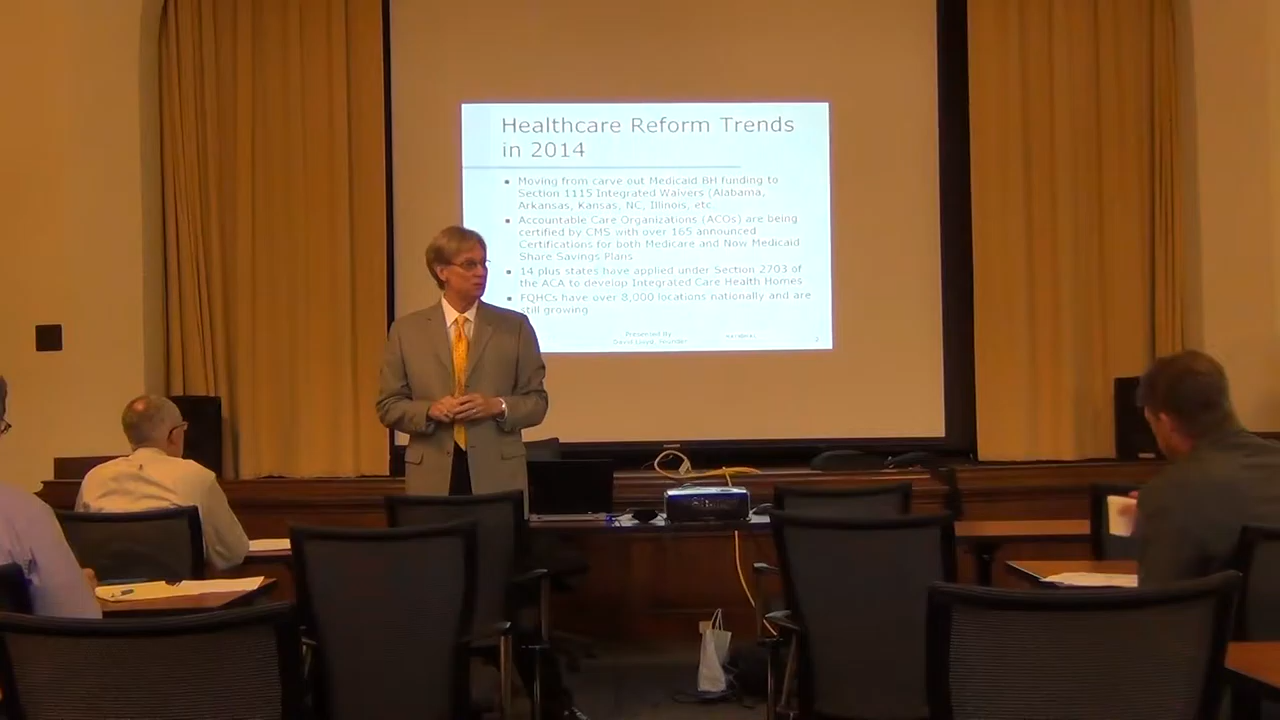 Healthcare Reform Trends
in 2014
Moving from carve out Medicaid BH funding to
Section 1115 Integrated Waivers (Alabama,
Arkansas, Kansas, NC, Illinois, etc
Accountable Care Organizations (ACOs) are being
certified by CMS with over 165 announced
Certifications for both Medicare and Now Medicaid
Share Savings Plans
14 plus states have applied under Section 2703 of
the ACA to develop Integrated Care Health Homes
FQHCs have over 8,000 locations nationally and are
still growing
Presented By
David Lloyd, Founder
2